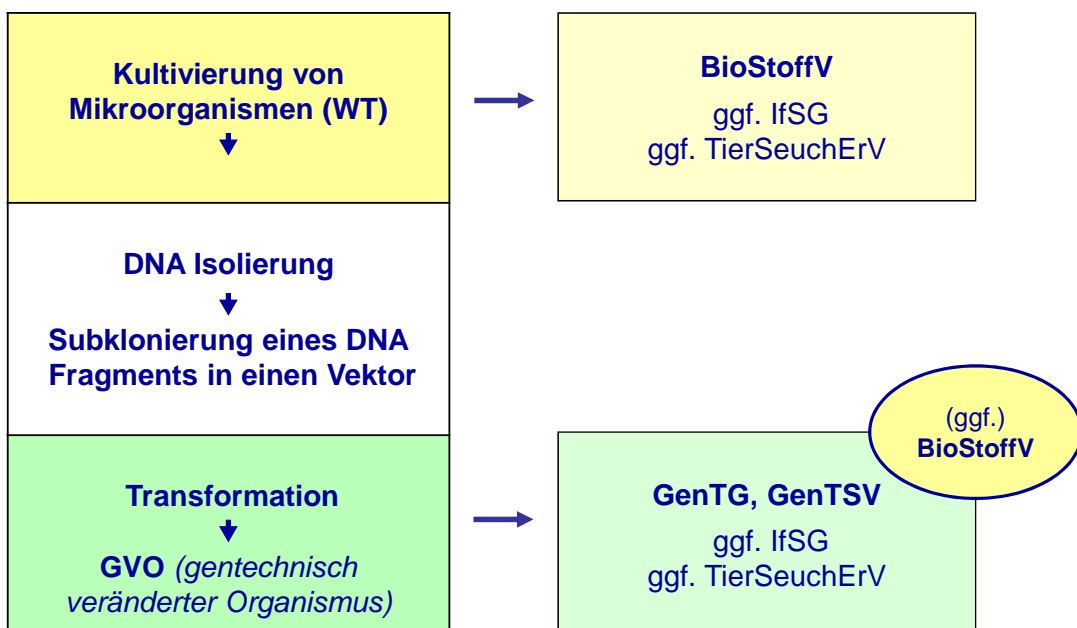 Kultivierung von
Mikroorganismen (WT)
BioStoffV
ggf. IfSG
ggf. TierSeuchErV
DNA Isolierung
Subklonierung eines DNA
Fragments in einen Vektor
(ggf.)
BioStoffV
Transformation
GVO (gentechnisch
veränderter Organismus)
GenTG, GenTSV
ggf. IfSG
ggf. TierSeuchErV